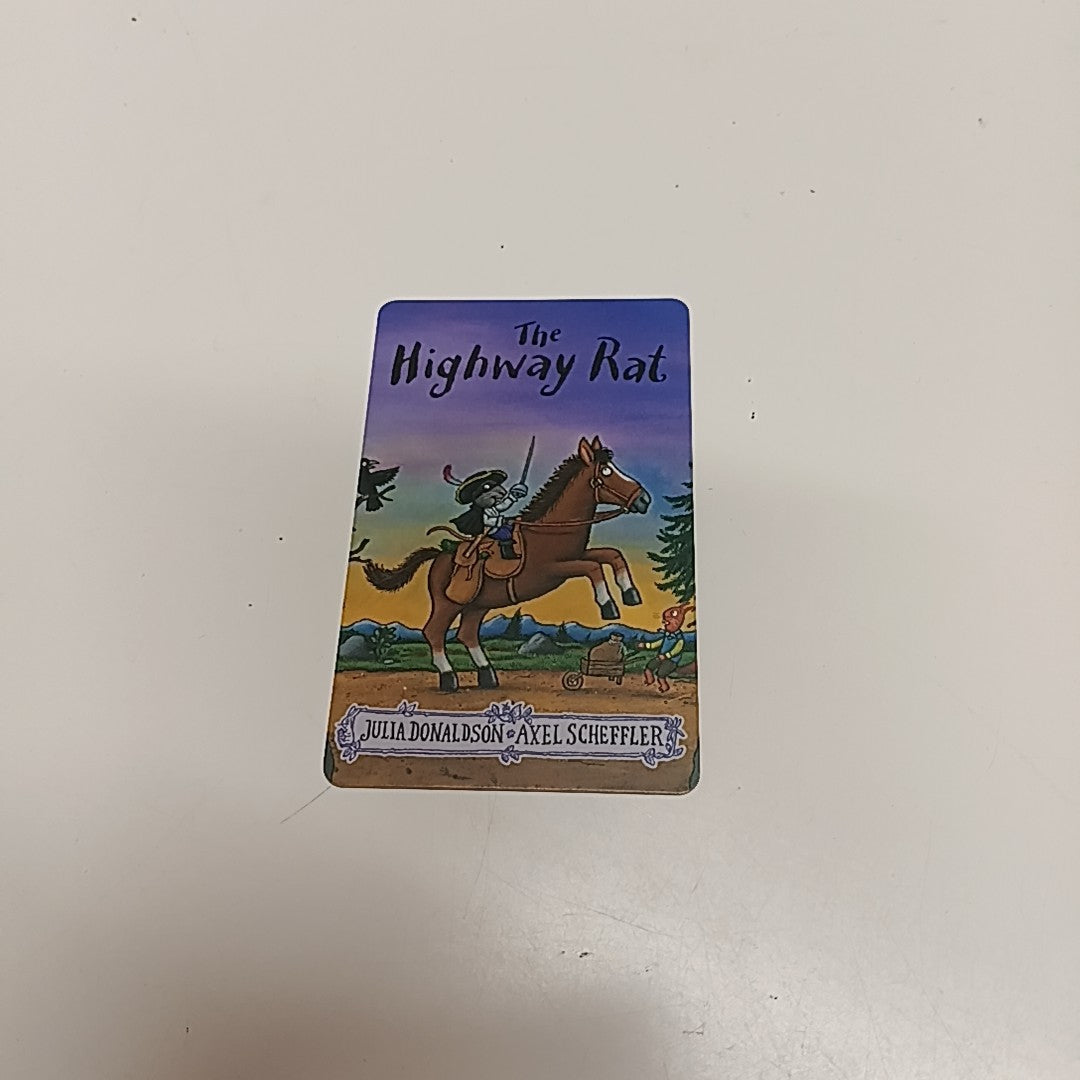 The
Highway Rat
JULIA DONALDSON * AXEL SCHEFFLER